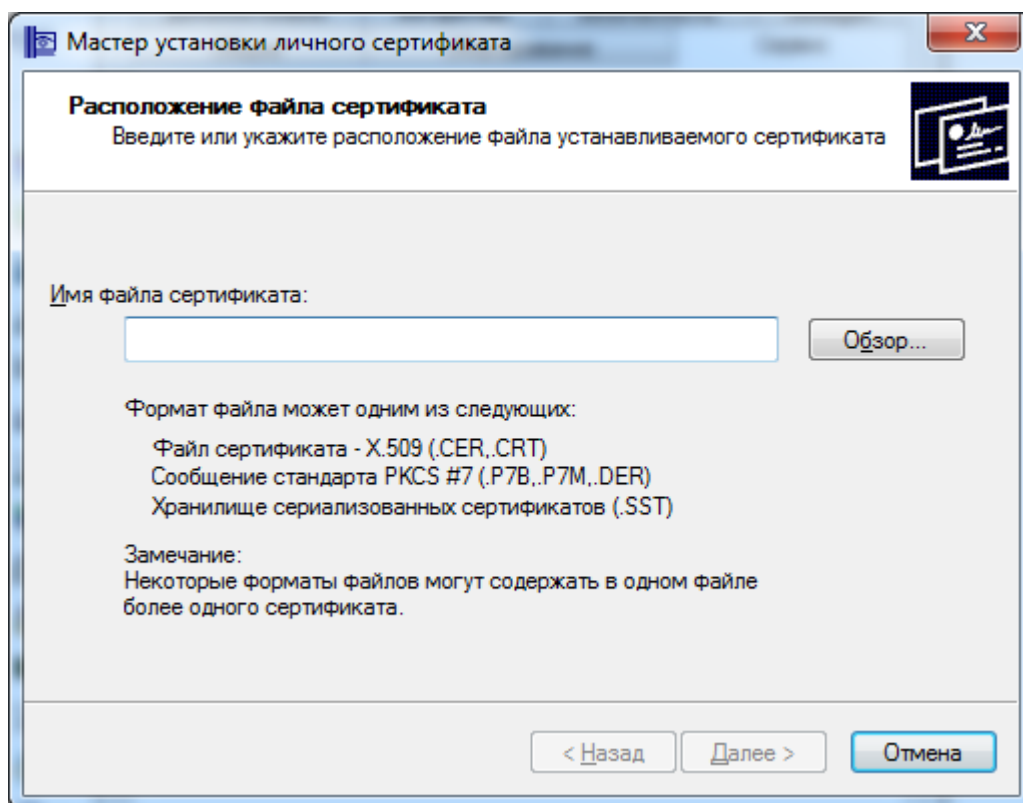 Мастер установки личного сертификата
Расположение файла сертификата
Введите или укажите расположение файла устанавливаемого сертификата
Имя файла сертификата:
Обзор...
Формат файла может одним из следующих:
Файл сертификата - X.509 (.CER,.CRT)
Сообщение стандарта PKCS #7 (.P7B,.P7M,.DER)
Хранилище сериализованных сертификатов (.SST)
Замечание:
Некоторые форматы файлов могут содержать в одном файле
более одного сертификата.
< Назад Далее > Отмена